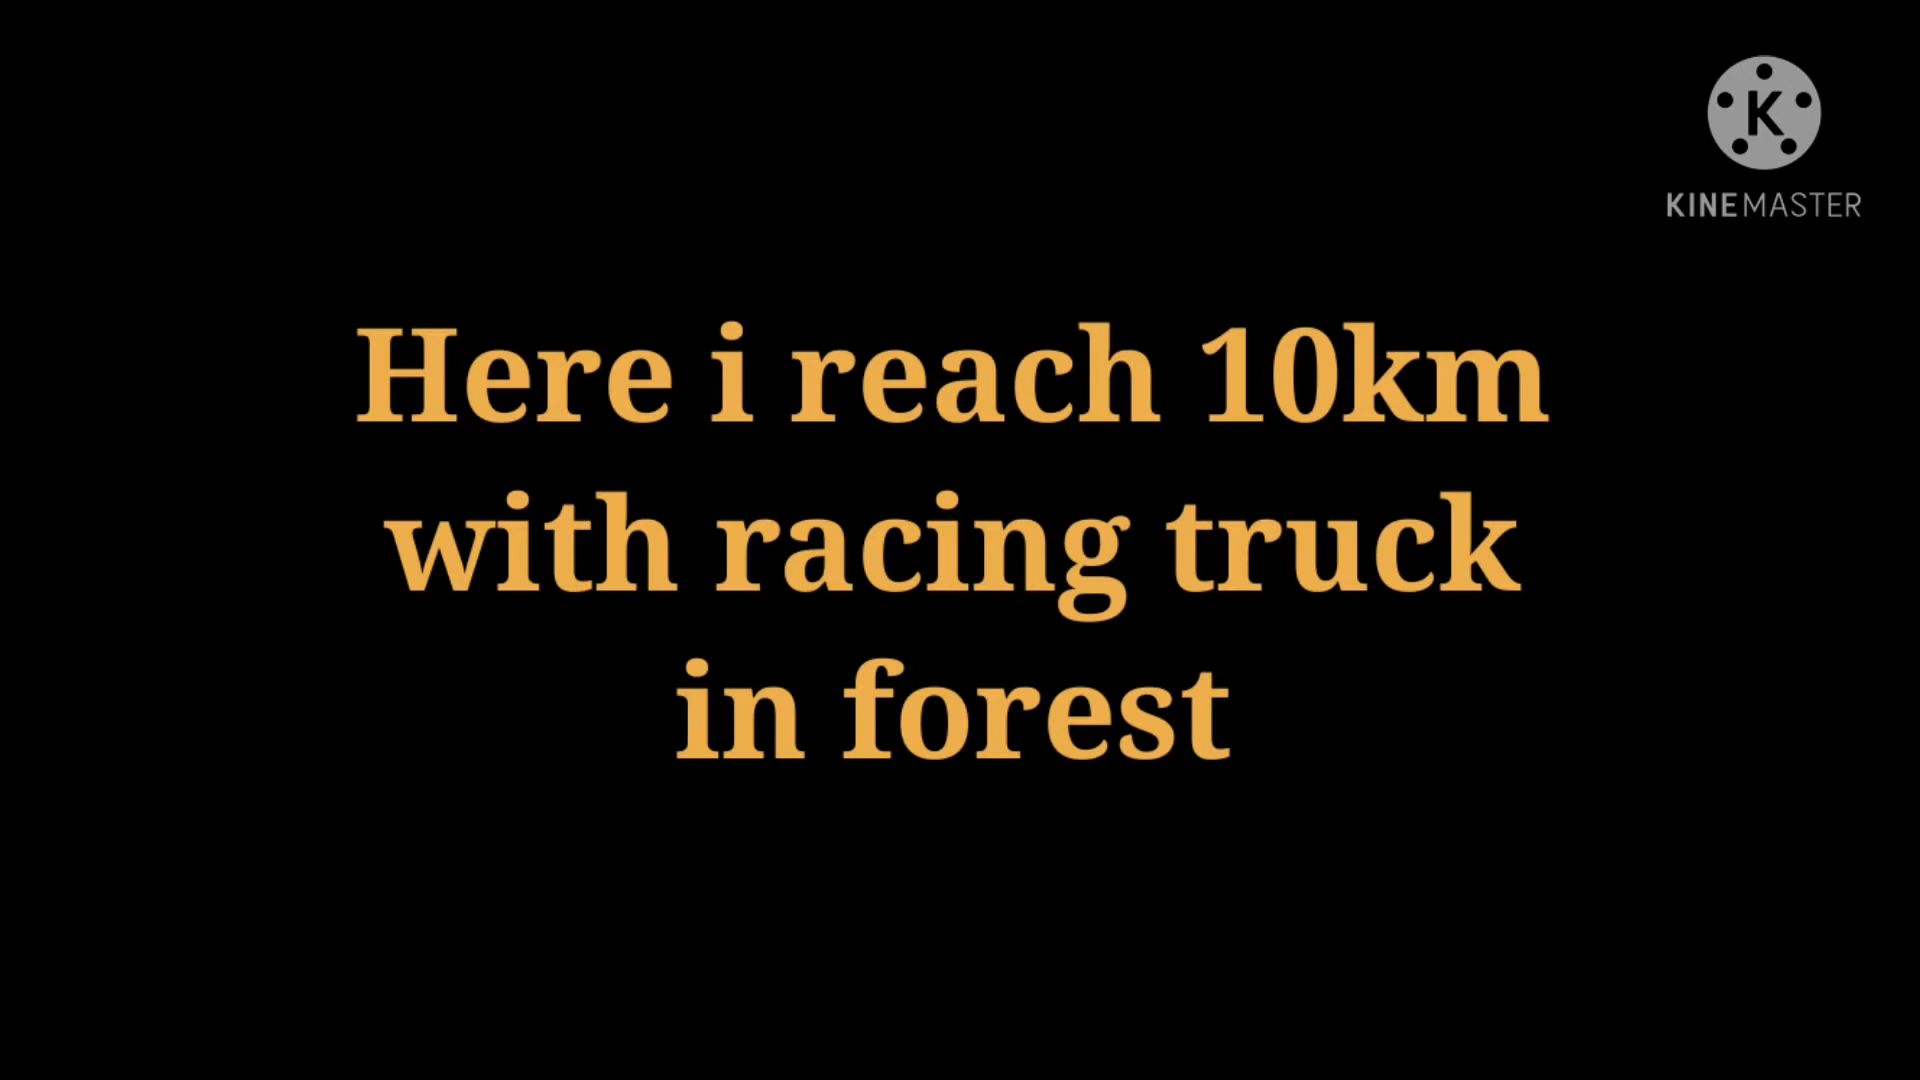 K
KINEMASTER
Here i reach 10km
with racing truck
in forest